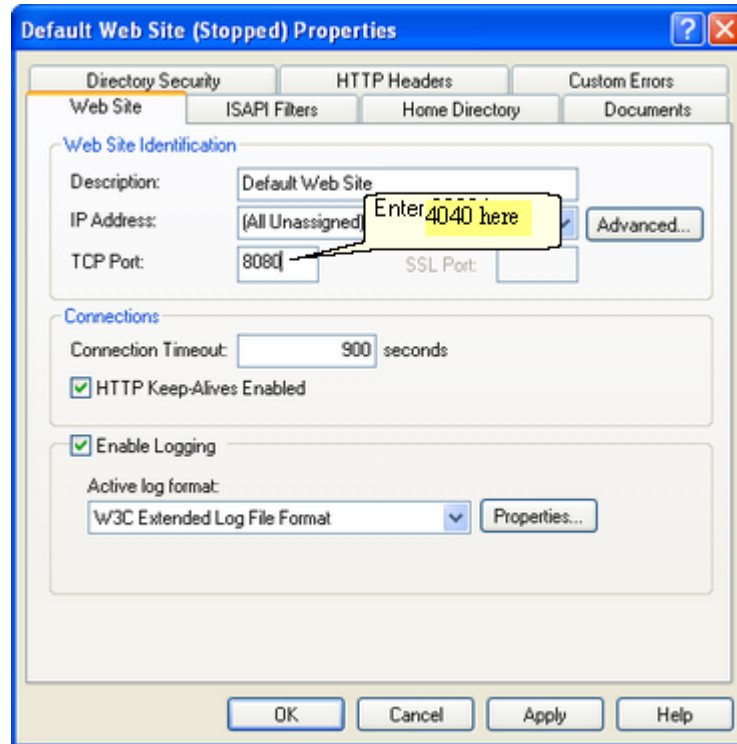 Default Web Site (Stopped) Properties
Directory Security HTTP Headers Custom Errors
Web Site ISAPI Filters Home Directory Documents
Web Site Identification
Description: Default Web Site
IP Address: (All Unassigned) Advanced...
Enter 4040 here
TCP Port: 8080 SSL Port:
Connections
Connection Timeout: 900 seconds
HTTP Keep-Alives Enabled
Enable Logging
Active log format:
W3C Extended Log File Format Properties...
OK Cancel Apply Help